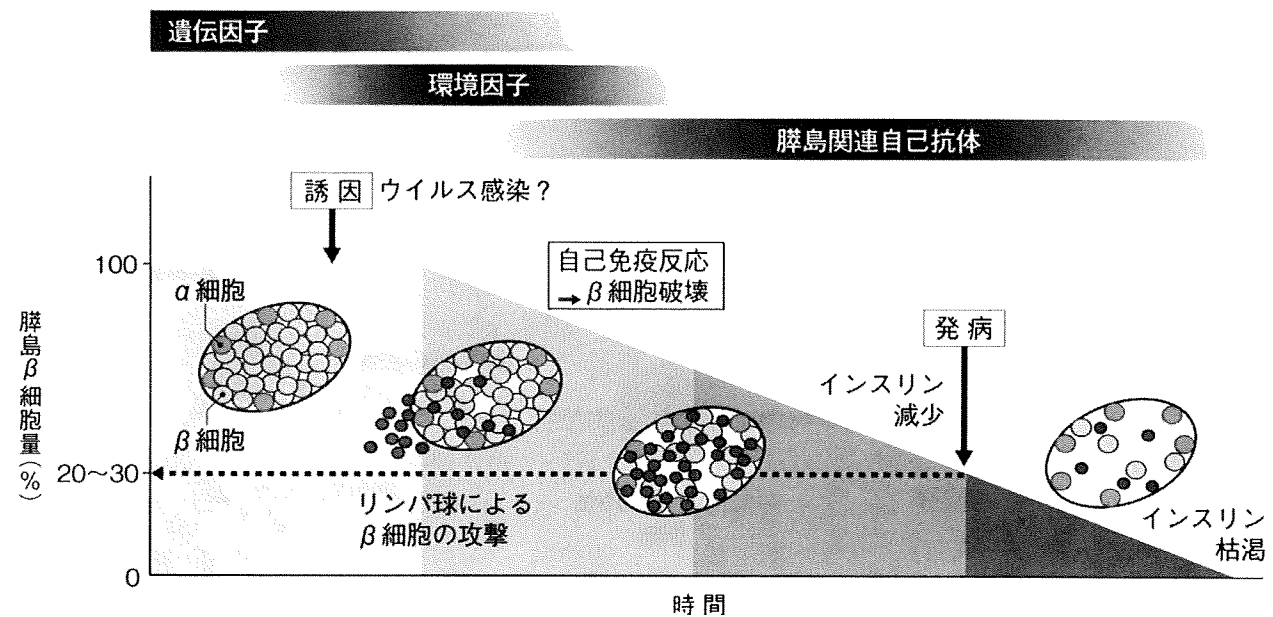 遺伝因子
環境因子
膵島関連自己抗体
誘因 ウイルス感染？
自己免疫反応
→β細胞破壊
100
α細胞
発病
膵島β細胞量(%)
インスリン
減少
β細胞
20〜30
リンパ球による
β細胞の攻撃
インスリン
枯渇
0
時間